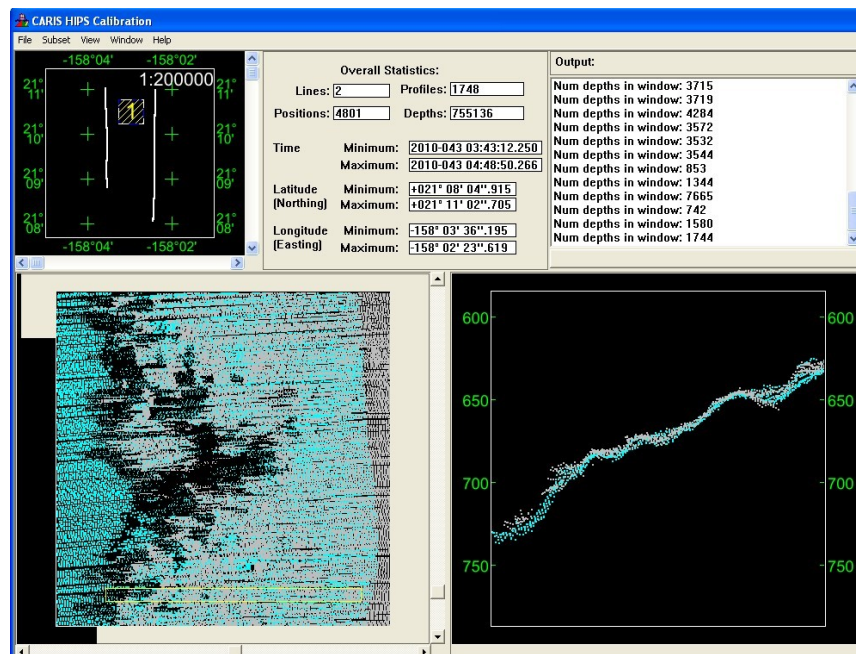 CARIS HIPS Calibration
File Subset View Window Help
-158°04' -158°02'
1:200000
21° 11' 21° 11'
1
21° 10' 21° 10'
21° 09' 21° 09'
21° 08' 21° 08'
-158°04' -158°02'
Overall Statistics:
Lines: 2 Profiles: 1748
Positions: 4801 Depths: 755136
Time Minimum: 2010-043 03:43:12.250
Maximum: 2010-043 04:48:50.266
Latitude Minimum: +021° 08' 04".915
(Northing) Maximum: +021° 11' 02".705
Longitude Minimum: -158° 03' 36".195
(Easting) Maximum: -158° 02' 23".619
Output:
Num depths in window: 3715
Num depths in window: 3719
Num depths in window: 4284
Num depths in window: 3572
Num depths in window: 3532
Num depths in window: 3544
Num depths in window: 853
Num depths in window: 1344
Num depths in window: 7665
Num depths in window: 742
Num depths in window: 1580
Num depths in window: 1744
600 600
650 650
700 700
750 750